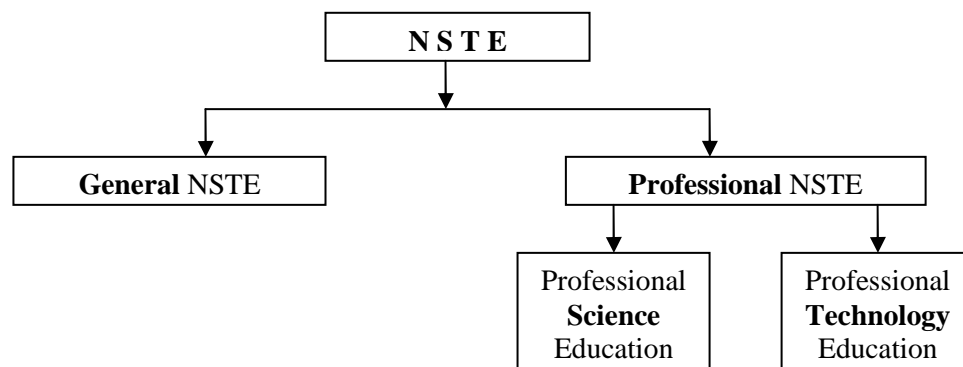 N S T E
General NSTE
Professional NSTE
Professional
Science
Education
Professional
Technology
Education